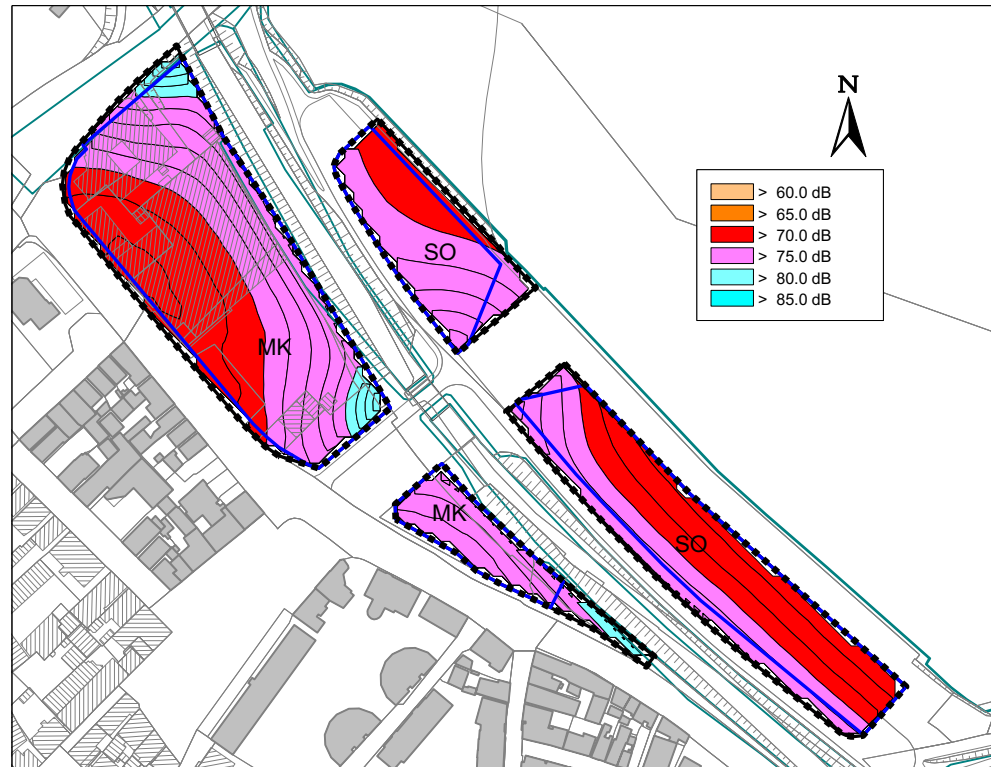 N
> 60.0 dB
> 65.0 dB
> 70.0 dB
> 75.0 dB
> 80.0 dB
> 85.0 dB
SO
MK
MK
SO